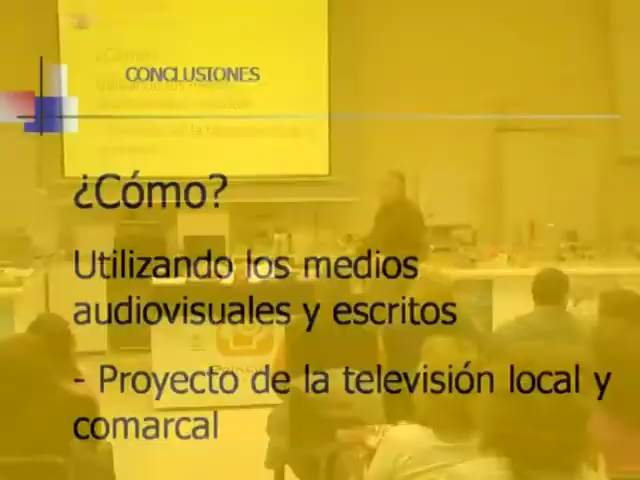 CONCLUSIONES
¿Cómo?
Utilizando los medios
audiovisuales y escritos
- Proyecto de la televisión local y
comarcal